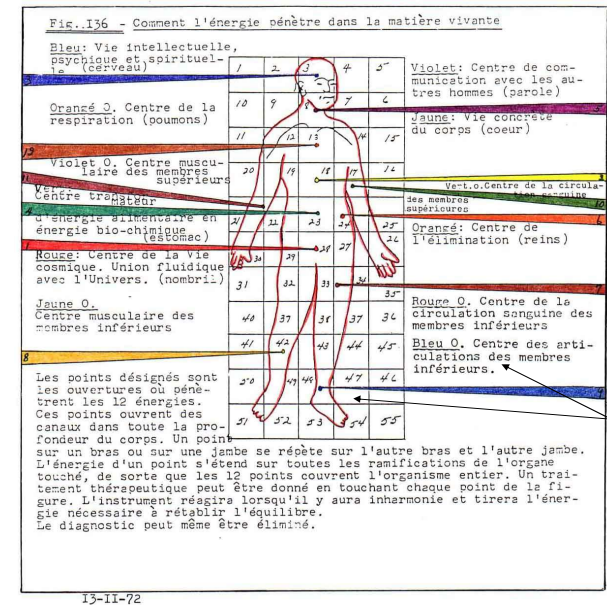 Fig..I36 - Comment l'énergie pénètre dans la matière vivante
Bleu: Vie intellectuelle,
psychique et spirituel-
le (cerveau)
Orangé O. Centre de la
respiration (poumons)
Violet O. Centre muscu-
laire des membres
supérieurs
Centre
mateur
d'énergie alimentaire en
énergie bio-chimique
(estomac)
Rouge: Centre de la Vie
cosmique. Union fluidique
avec l'Univers. (nombril)
Jaune O.
Centre musculaire des
membres inférieurs
8
Violet: Centre de com-
munication avec les au-
tres hommes (parole)
Jaune: Vie concrète
du corps (coeur)
Vert.o.Centre de la circula-
tion sanguine
des membres
supérieures
Orangé: Centre de
l'élimination (reins)
Rouge O. Centre de la
circulation sanguine des
membres inférieurs
Bleu O. Centre des arti-
culations des membres
inférieurs.
1 2 3 4 5
10 9 8 7 6
11 12 13 14 15
20 19 18 17 16
21 22 23 24 25
26
30 29 28 27
31 32 33 34
35
40 37 38 37 36
41 42 43 44 45
50 49 48 47 46
51 52 53 54 55
Les points désignés sont
les ouvertures où péné-
trent les 12 énergies.
Ces points ouvrent des
canaux dans toute la pro-
fondeur du corps. Un point
sur un bras ou sur une jambe se répète sur l'autre bras et l'autre jambe.
L'énergie d'un point s'étend sur toutes les ramifications de l'organe
touché, de sorte que les 12 points couvrent l'organisme entier. Un trai-
tement thérapeutique peut être donné en touchant chaque point de la fi-
gure. L'instrument réagira lorsqu'il y aura inharmonie et tirera l'éner-
gie nécessaire à rétablir l'équilibre.
Le diagnostic peut même être éliminé.
I3-II-72